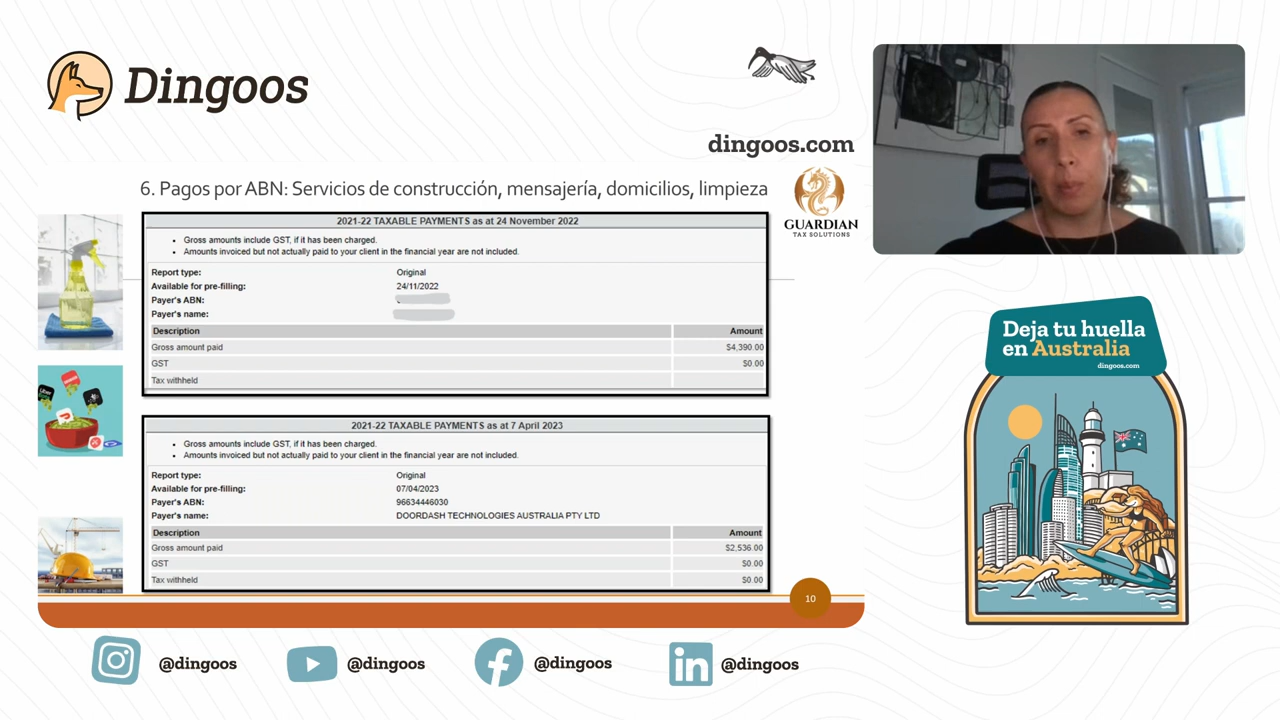 Dingoos
dingoos.com
6. Pagos por ABN: Servicios de construcción, mensajería, domicilios, limpieza
GUARDIAN
TAX SOLUTIONS
2021-22 TAXABLE PAYMENTS as at 24 November 2022
• Gross amounts include GST, if it has been charged.
• Amounts invoiced but not actually paid to your client in the financial year are not included.
Report type: Original
Available for pre-filling: 24/11/2022
Payer's ABN:
Payer's name:
Description Amount
Gross amount paid $4,390.00
GST $0.00
Tax withheld
2021-22 TAXABLE PAYMENTS as at 7 April 2023
• Gross amounts include GST, if it has been charged.
• Amounts invoiced but not actually paid to your client in the financial year are not included.
Report type: Original
Available for pre-filling: 07/04/2023
Payer's ABN: 96634446030
Payer's name: DOORDASH TECHNOLOGIES AUSTRALIA PTY LTD
Description Amount
Gross amount paid $2,536.00
GST $0.00
Tax withheld $0.00
10
Deja tu huella
en Australia
dingoos.com
@dingoos
@dingoos
@dingoos
in @dingoos